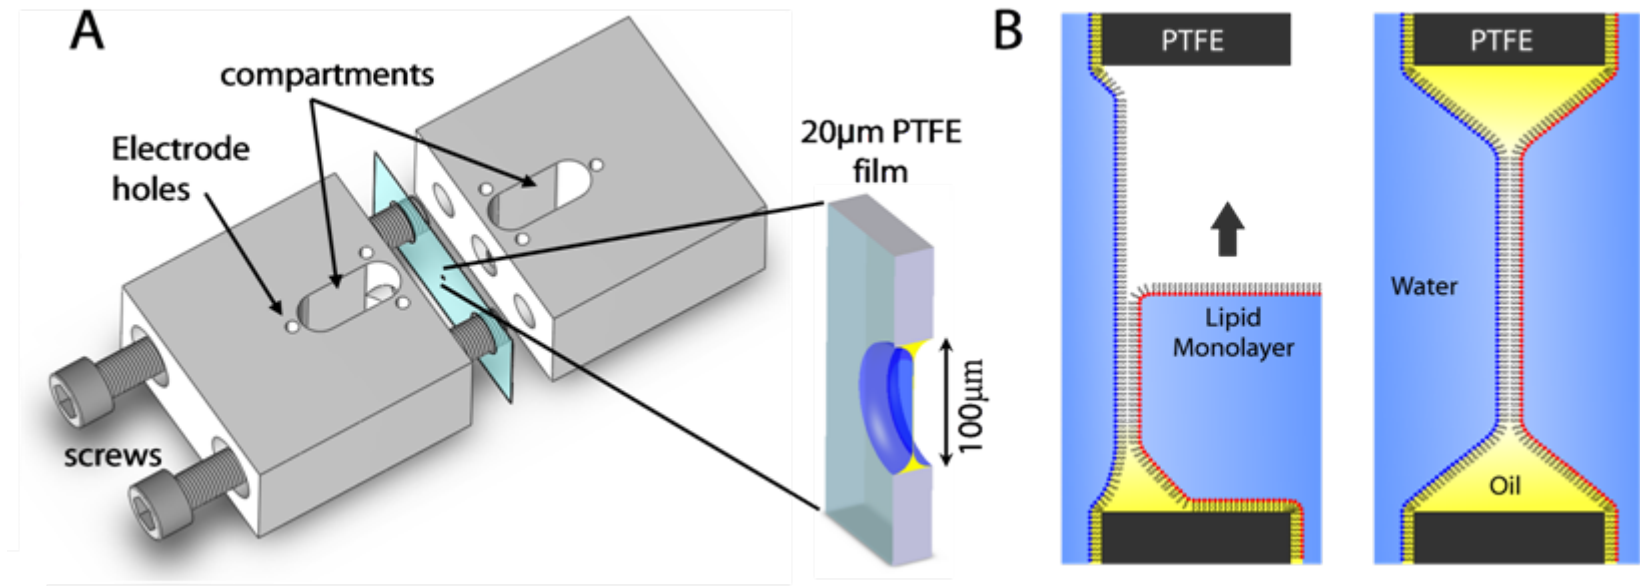 A
compartments
Electrode
holes
screws
20μm PTFE
film
100μm
B
PTFE
Lipid
Monolayer
PTFE
Water
Oil